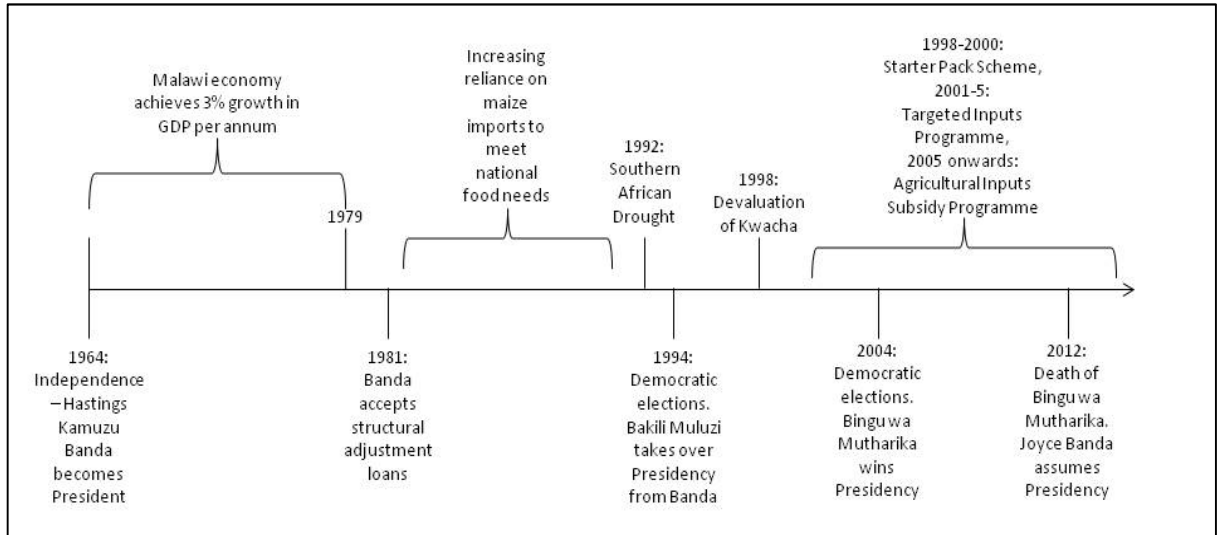 Malawi economy
achieves 3% growth in
GDP per annum
1979
Increasing
reliance on
maize
imports to
meet
national
food needs
1992:
Southern
African
Drought
1998:
Devaluation
of Kwacha
1998-2000:
Starter Pack Scheme,
2001-5:
Targeted Inputs
Programme,
2005 onwards:
Agricultural Inputs
Subsidy Programme
1964:
Independence
–Hastings
Kamuzu
Banda
becomes
President
1981:
Banda
accepts
structural
adjustment
loans
1994:
Democratic
elections.
Bakili Muluzi
takes over
Presidency
from Banda
2004:
Democratic
elections.
Bingu wa
Mutharika
wins
Presidency
2012:
Death of
Bingu wa
Mutharika.
Joyce Banda
assumes
Presidency